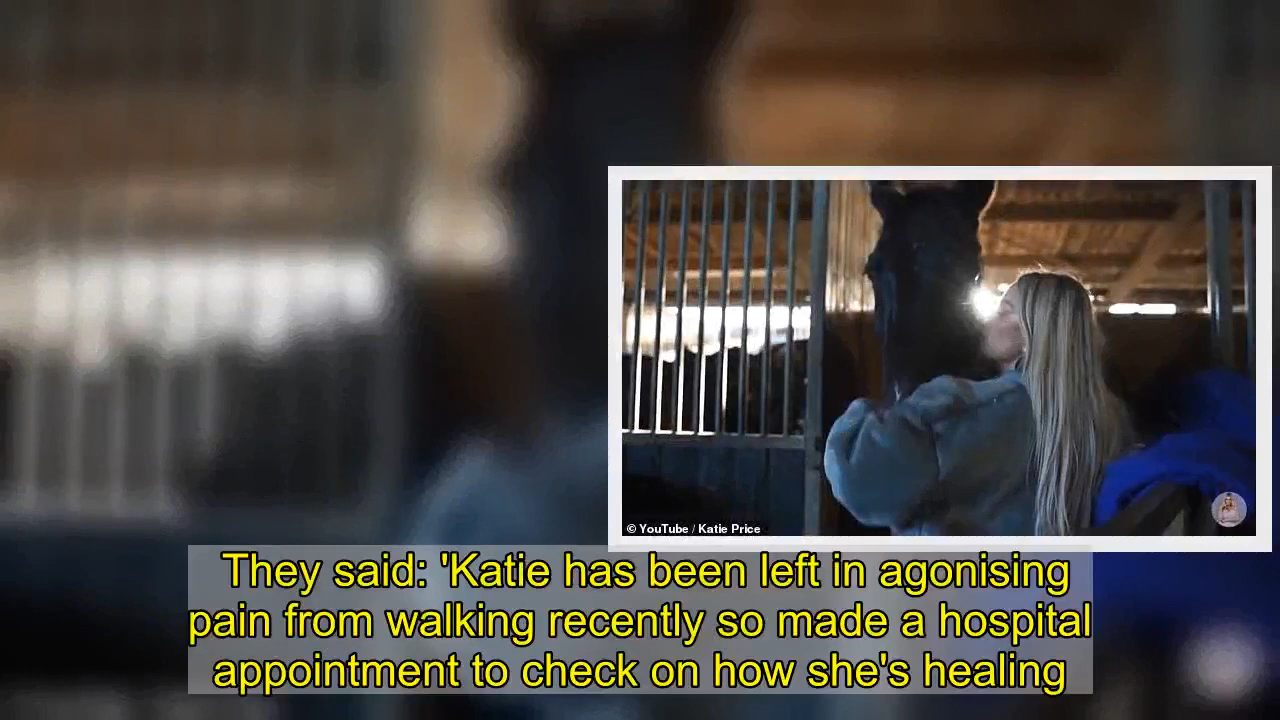 © YouTube / Katie Price
They said: 'Katie has been left in agonising
pain from walking recently so made a hospital
appointment to check on how she's healing